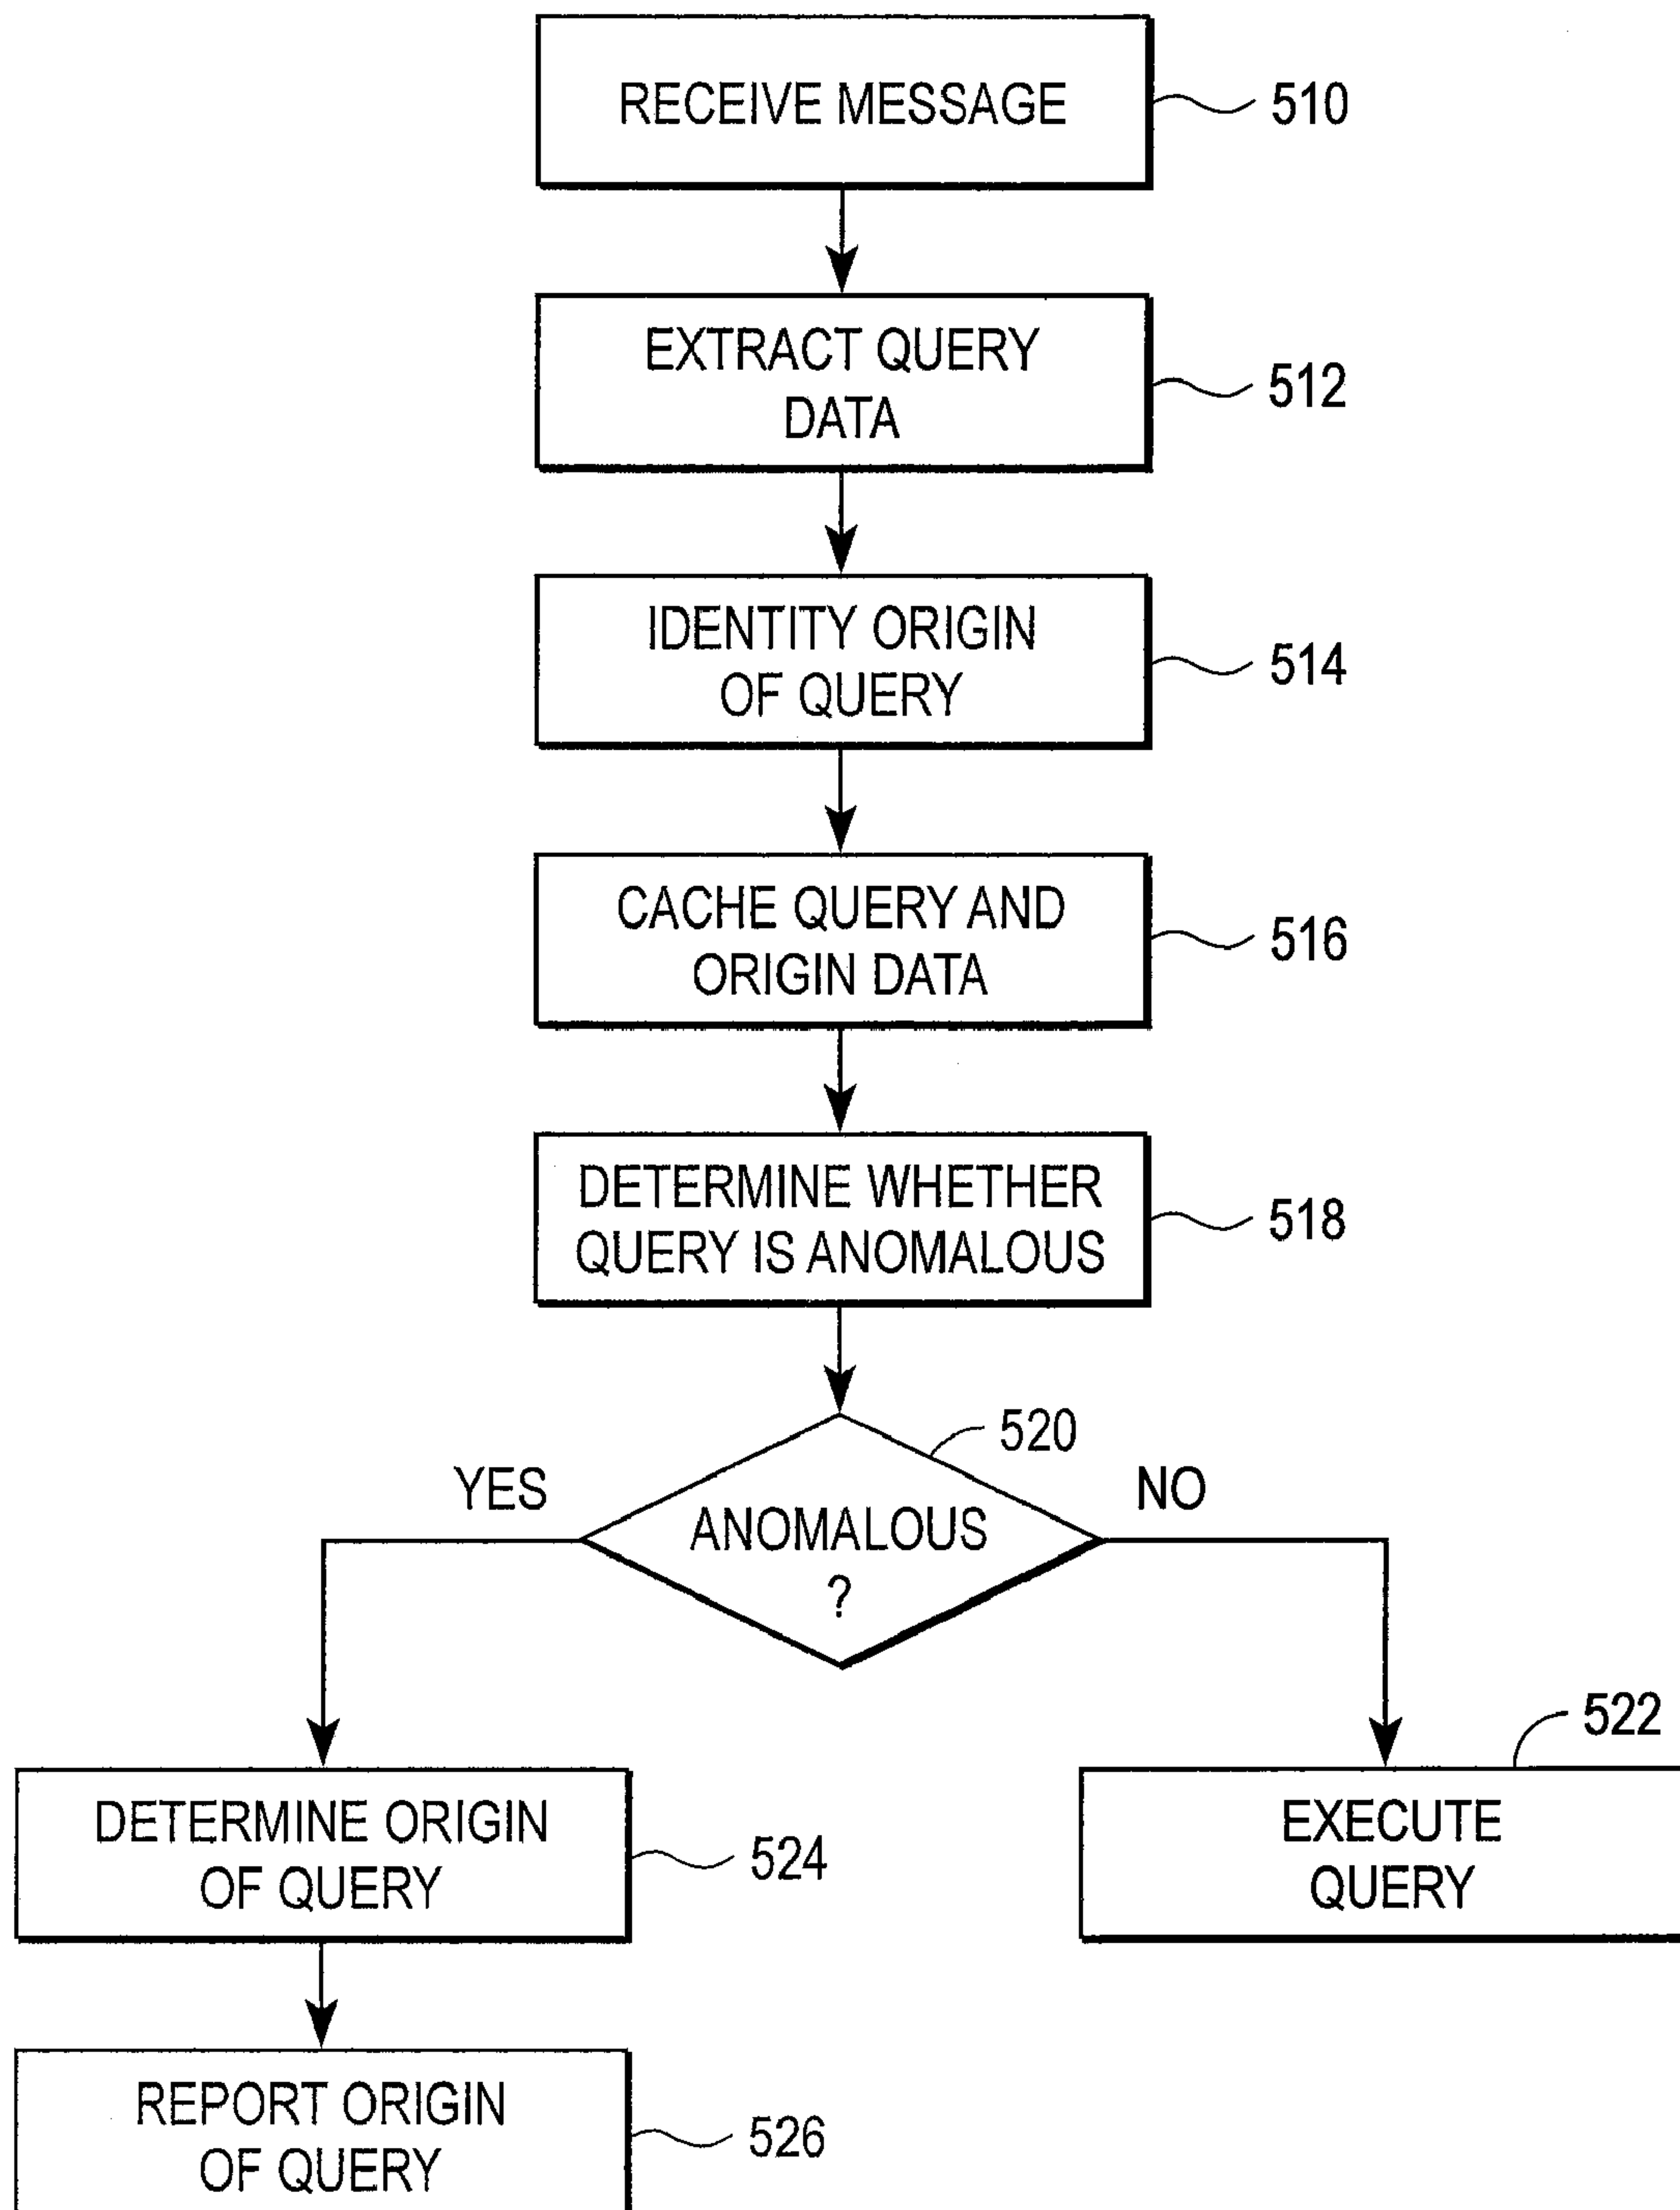 RECEIVE MESSAGE
510
EXTRACT QUERY
DATA
512
IDENTITY ORIGIN
OF QUERY
514
CACHE QUERY AND
ORIGIN DATA
516
DETERMINE WHETHER
QUERY IS ANOMALOUS
518
520
YES
NO
ANOMALOUS
?
522
DETERMINE ORIGIN
OF QUERY
524
EXECUTE
QUERY
REPORT ORIGIN
OF QUERY
526